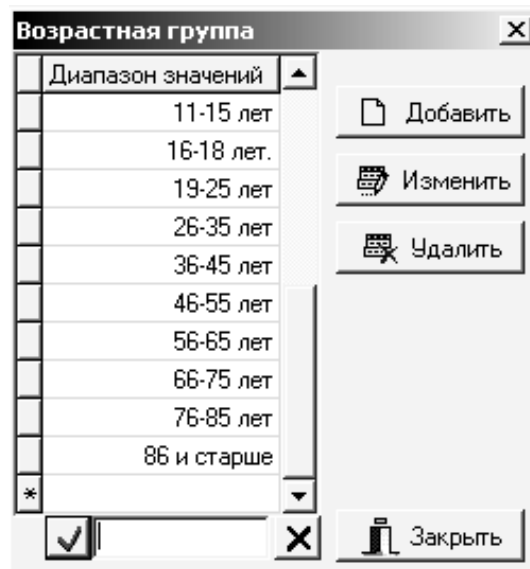 Возрастная группа
Диапазон значений
11-15 лет
16-18 лет.
19-25 лет
26-35 лет
36-45 лет
46-55 лет
56-65 лет
66-75 лет
76-85 лет
86 и старше
*
Добавить
Изменить
Удалить
Закрыть